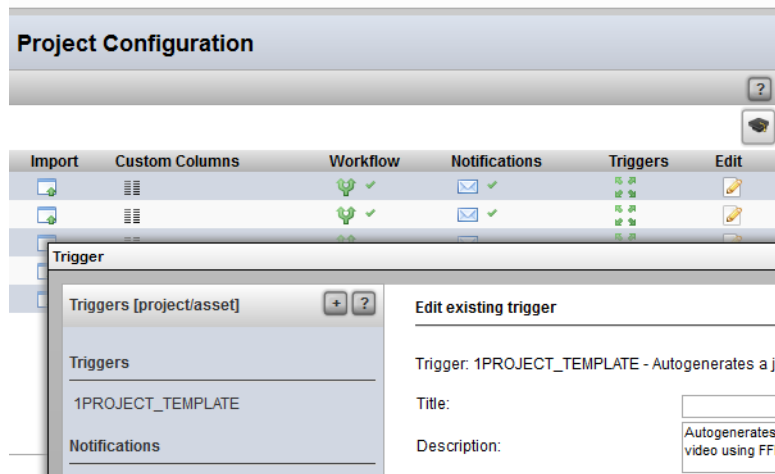 Project Configuration
?
Import Custom Columns Workflow Notifications Triggers Edit
Trigger
Triggers [project/asset] + ?
Edit existing trigger
Triggers
Trigger: 1PROJECT_TEMPLATE - Autogenerates a j
1PROJECT_TEMPLATE
Title:
Notifications
Description:
Autogenerates
video using FF